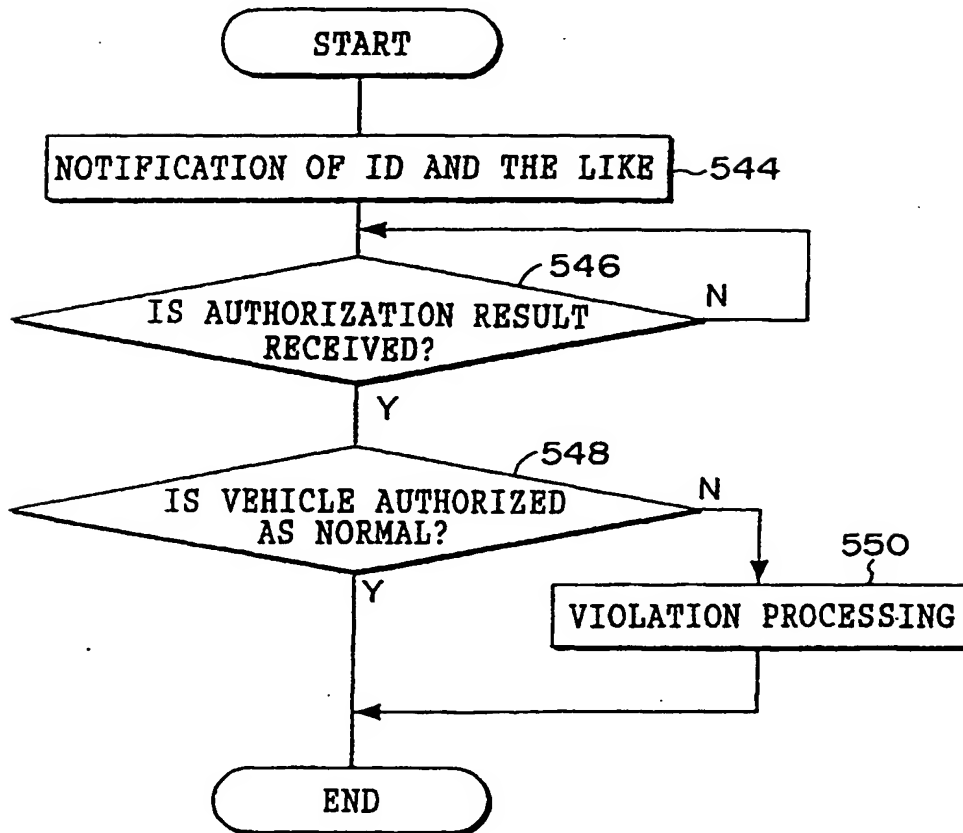 START
NOTIFICATION OF ID AND THE LIKE
544
546
N
IS AUTHORIZATION RESULT
RECEIVED?
Y
548
N
IS VEHICLE AUTHORIZED
AS NORMAL?
Y
550
VIOLATION PROCESSING
END